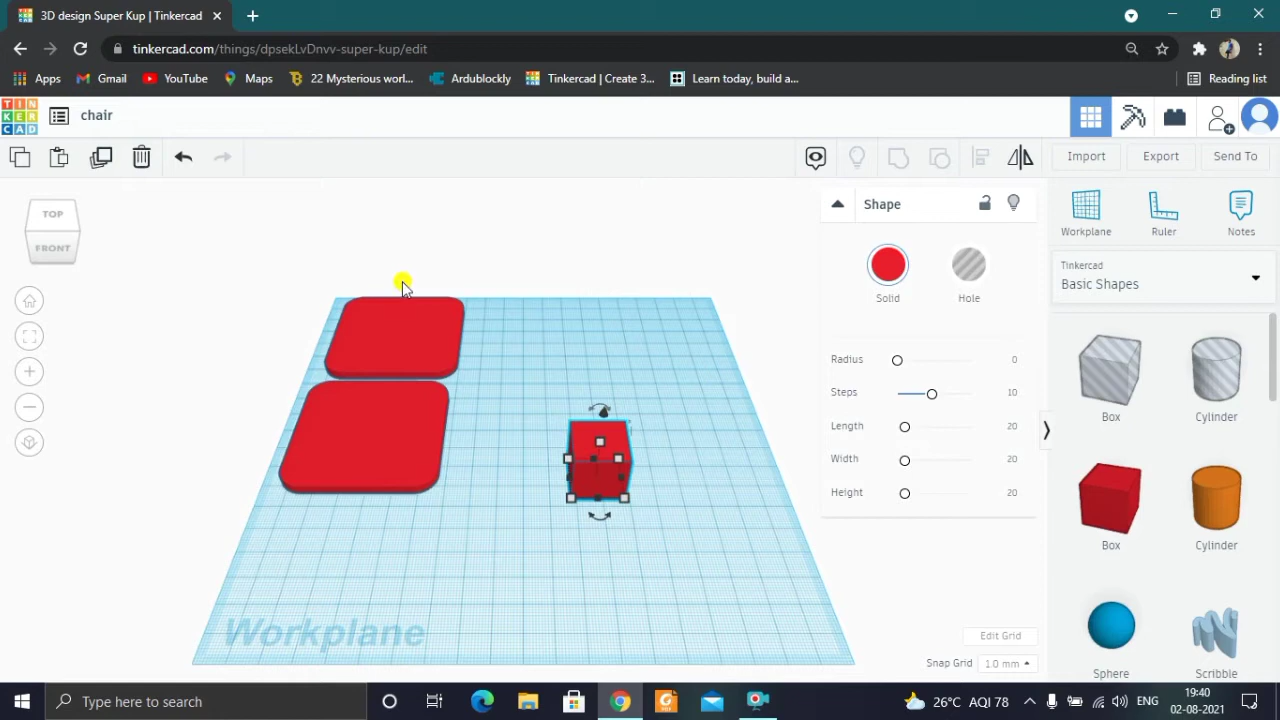 3D design Super Kup | Tinkercad
tinkercad.com/things/dpsekLvDnvv-super-kup/edit
Apps Gmail YouTube Maps 22 Mysterious worl... Ardublockly Tinkercad | Create 3... Learn today, build a... Reading list
TIN
KER
CAD
chair
Import Export Send To
TOP
FRONT
Shape
Workplane Ruler Notes
Solid Hole
Tinkercad
Basic Shapes
Radius 0
Steps 10
Length 20
Width 20
Height 20
Box Cylinder
Box Cylinder
Sphere Scribble
Workplane
Edit Grid
Snap Grid 1.0 mm
Type here to search
26°C AQI 78
ENG
19:40
02-08-2021